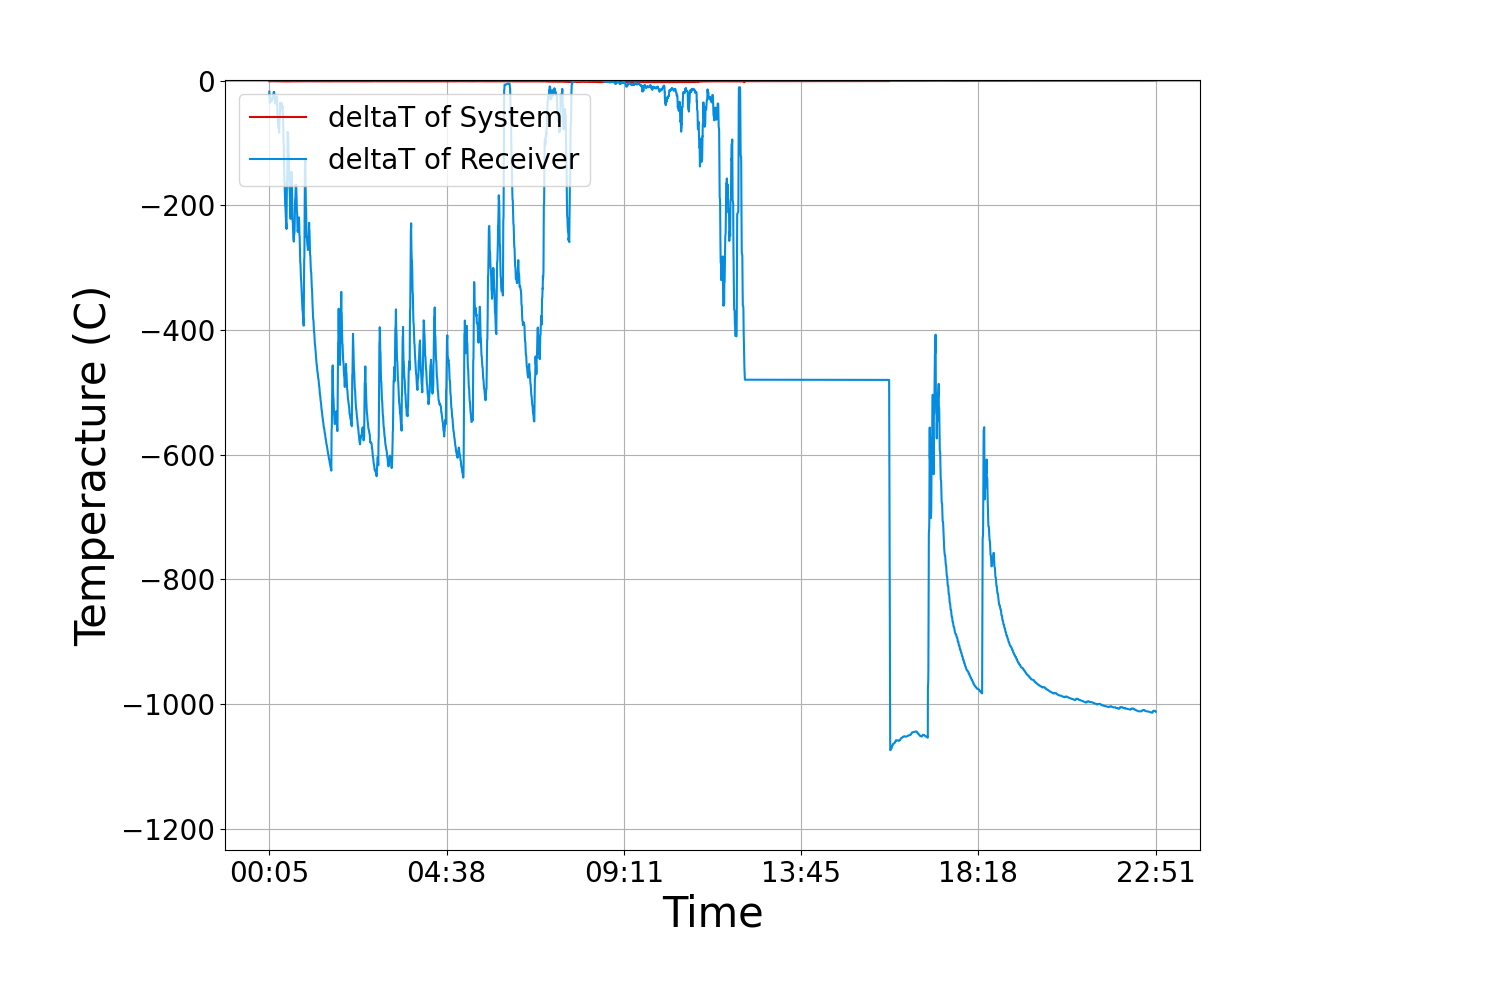 0
−200
−400
−600
−800
−1000
−1200
Temperacture (C)
deltaT of System
deltaT of Receiver
00:05 04:38 09:11 13:45 18:18 22:51
Time